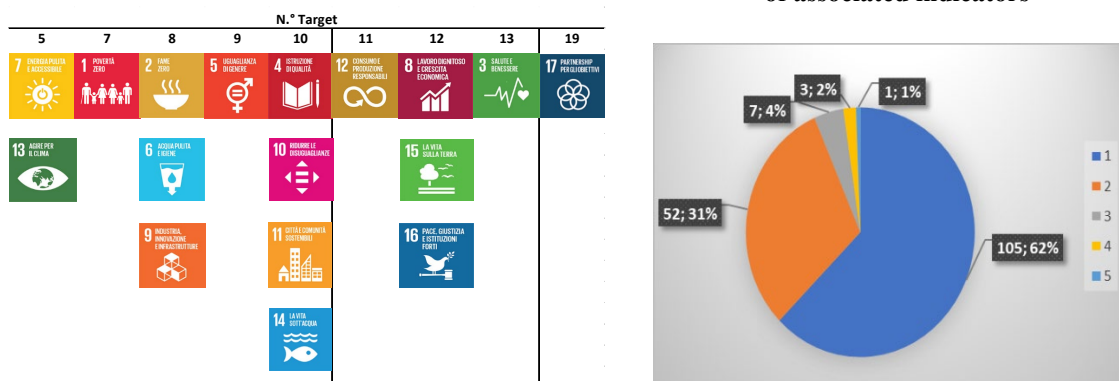 N.° Target
5 7 8 9 10 11 12 13 19
7 ENERGIA PULITA
E ACCESSIBILE
1 POVERTÀ
ZERO
2 FAME
ZERO
5 UGUAGLIANZA
DI GENERE
4 ISTRUZIONE
DI QUALITÀ
12 CONSUMO E
PRODUZIONE
RESPONSABILI
8 LAVORO DIGNITOSO
E CRESCITA
ECONOMICA
3 SALUTE E
BENESSERE
17 PARTNERSHIP
PER GLI OBIETTIVI
13 AGIRE PER
IL CLIMA
6 ACQUA PULITA
E IGIENE
10 RIDURRE LE
DISUGUAGLIANZE
15 LA VITA
SULLA TERRA
9 INDUSTRIA,
INNOVAZIONE
E INFRASTRUTTURE
11 CITTÀ E COMUNITÀ
SOSTENIBILI
16 PACE, GIUSTIZIA
E ISTITUZIONI
FORTI
14 LA VITA
SOTT'ACQUA
of associated indicators
3; 2%
1; 1%
7; 4%
52; 31%
105; 62%
1
2
3
4
5